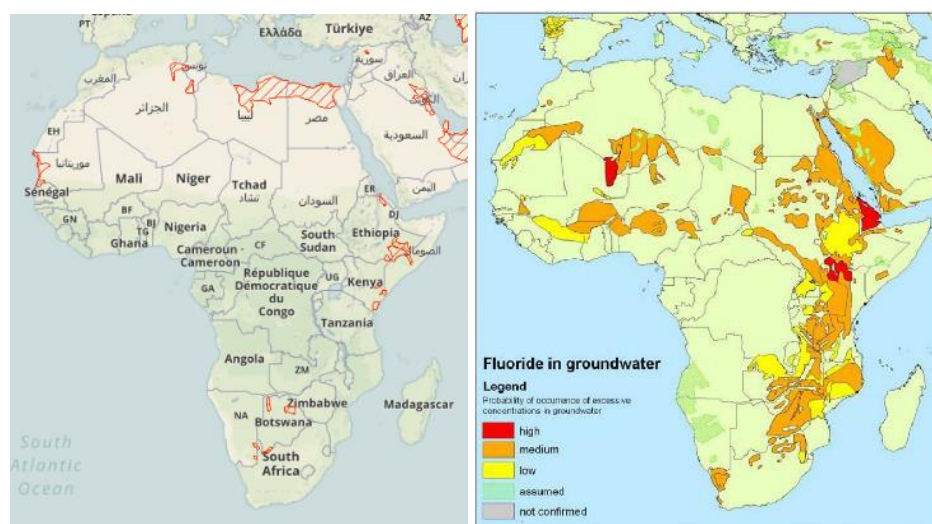 PT
Ελλάδα
Türkiye
AZ
سورية
العراق
تونس
المغرب
الكويت
الجزائر
ليبيا
مصر
EH
السعودية
موريتانيا
Mali
Niger
Tchad
تشاد
السودان
ER
اليمن
Sénégal
BF
DJ
GN
BJ
TG
Nigeria
Ghana
South
Sudan
Ethiopia
الصومال
Cameroun -
Cameroon
CF
République
Démocratique
du
Congo
UG
Kenya
GA
Tanzania
Angola
ZM
Zimbabwe
Madagascar
NA
Botswana
South
Africa
South
Atlantic
Ocean
Fluoride in groundwater
Legend
Probability of occurrence of excessive
concentrations in groundwater
high
medium
low
assumed
not confirmed